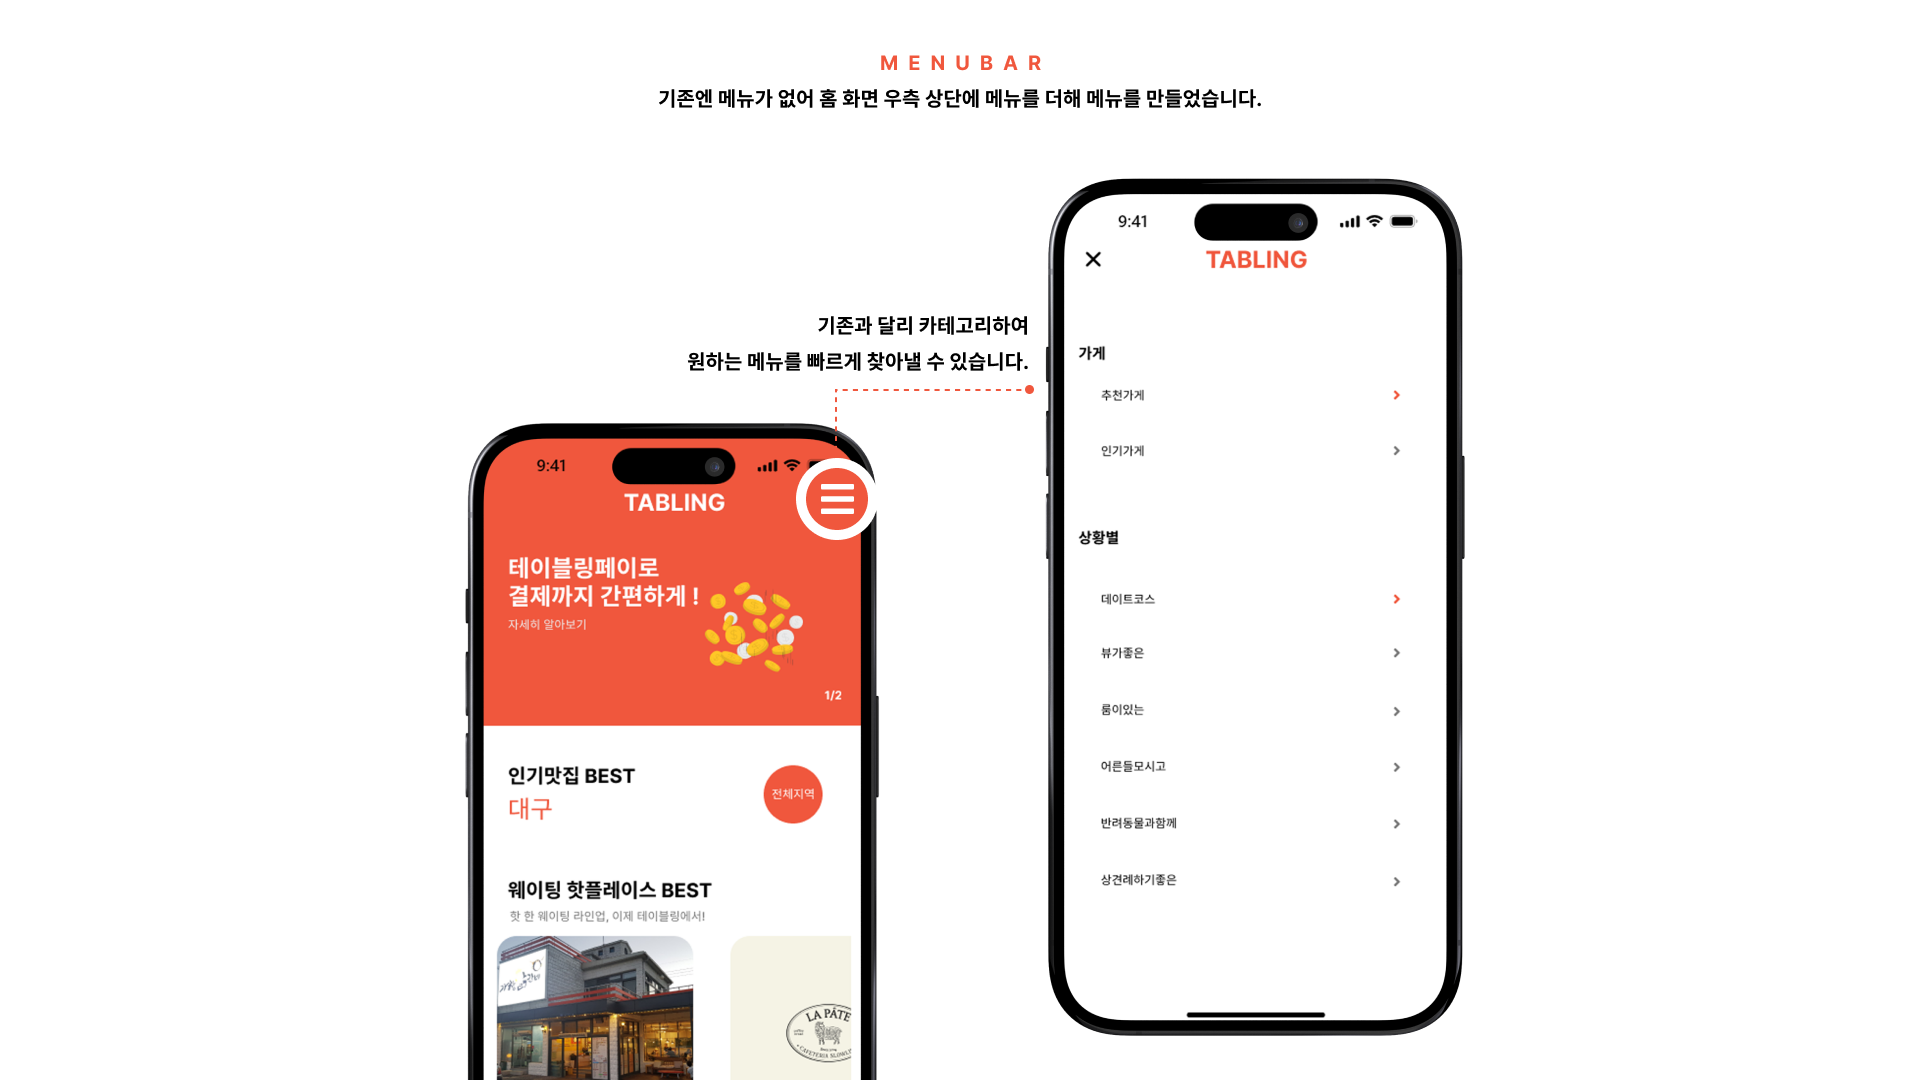 MENUBAR
기존엔 메뉴가 없어 홈 화면 우측 상단에 메뉴를 더해 메뉴를 만들었습니다.
기존과 달리 카테고리하여
원하는 메뉴를 빠르게 찾아낼 수 있습니다.
9:41
TABLING
테이블링페이로
결제까지 간편하게 !
자세히 알아보기
1/2
인기맛집 BEST
대구
전체지역
웨이팅 핫플레이스 BEST
핫 한 웨이팅 라인업, 이제 테이블링에서!
LA PÂTE
9:41
TABLING
가게
추천가게
인기가게
상황별
데이트코스
뷰가좋은
룸이있는
어른들모시고
반려동물과함께
상견례하기좋은